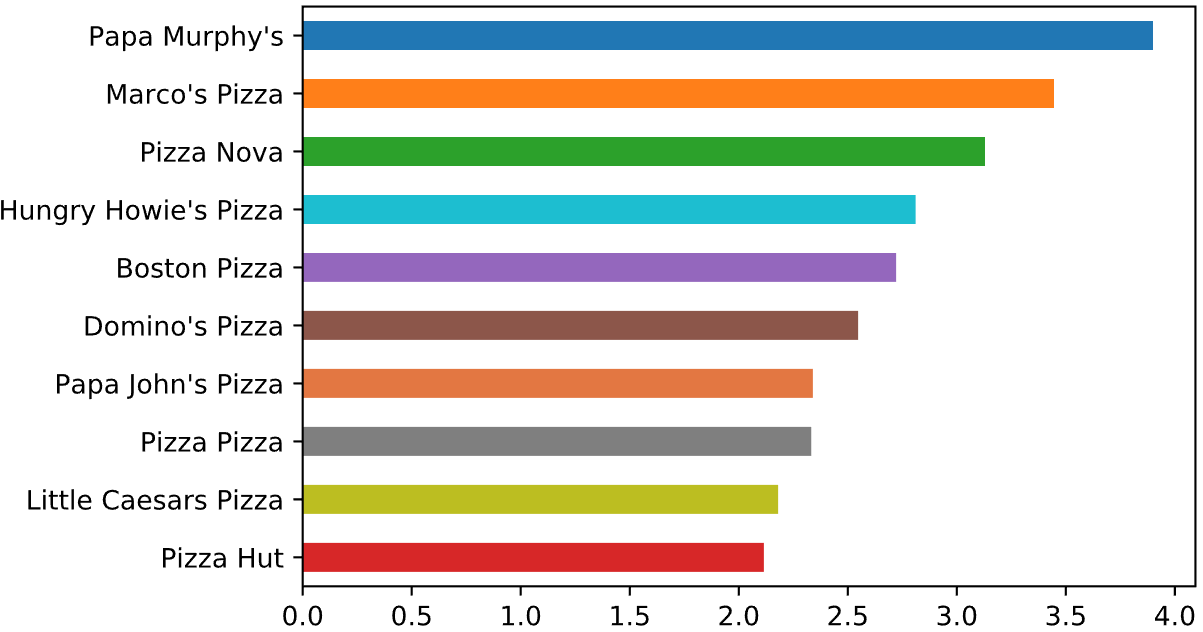 Papa Murphy's
Marco's Pizza
Pizza Nova
Hungry Howie's Pizza
Boston Pizza
Domino's Pizza
Papa John's Pizza
Pizza Pizza
Little Caesars Pizza
Pizza Hut
0.0 0.5 1.0 1.5 2.0 2.5 3.0 3.5 4.0